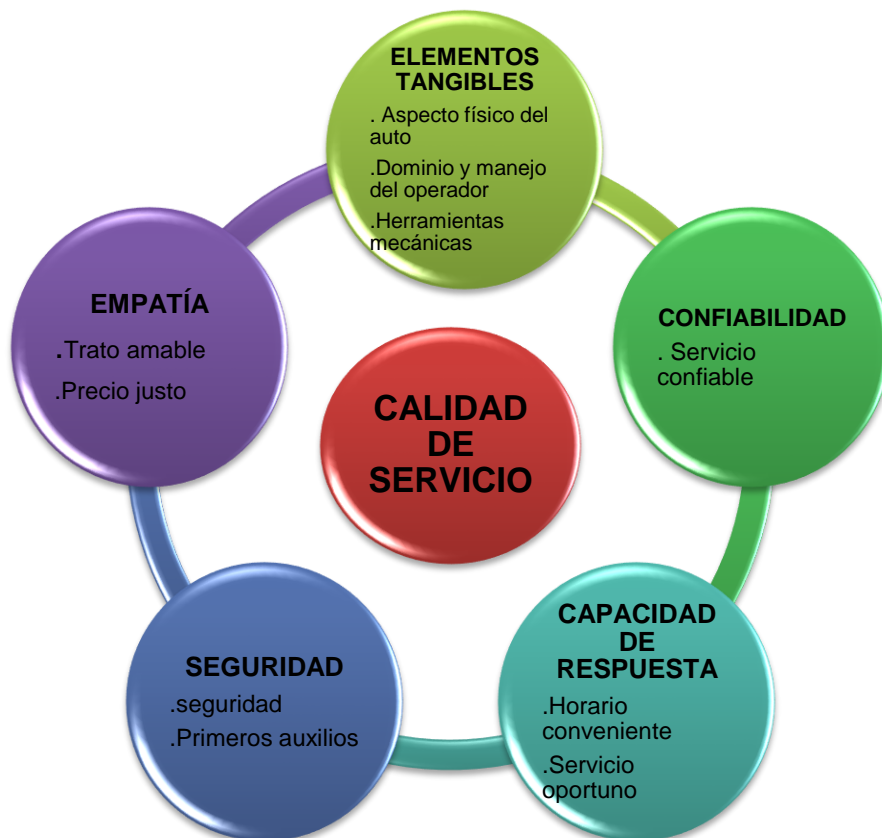 ELEMENTOS
TANGIBLES
. Aspecto físico del
auto
.Dominio y manejo
del operador
.Herramientas
mecánicas
CONFIABILIDAD
. Servicio
confiable
CAPACIDAD
DE
RESPUESTA
.Horario
conveniente
.Servicio
oportuno
SEGURIDAD
.seguridad
.Primeros auxilios
EMPATÍA
.Trato amable
.Precio justo
CALIDAD
DE
SERVICIO